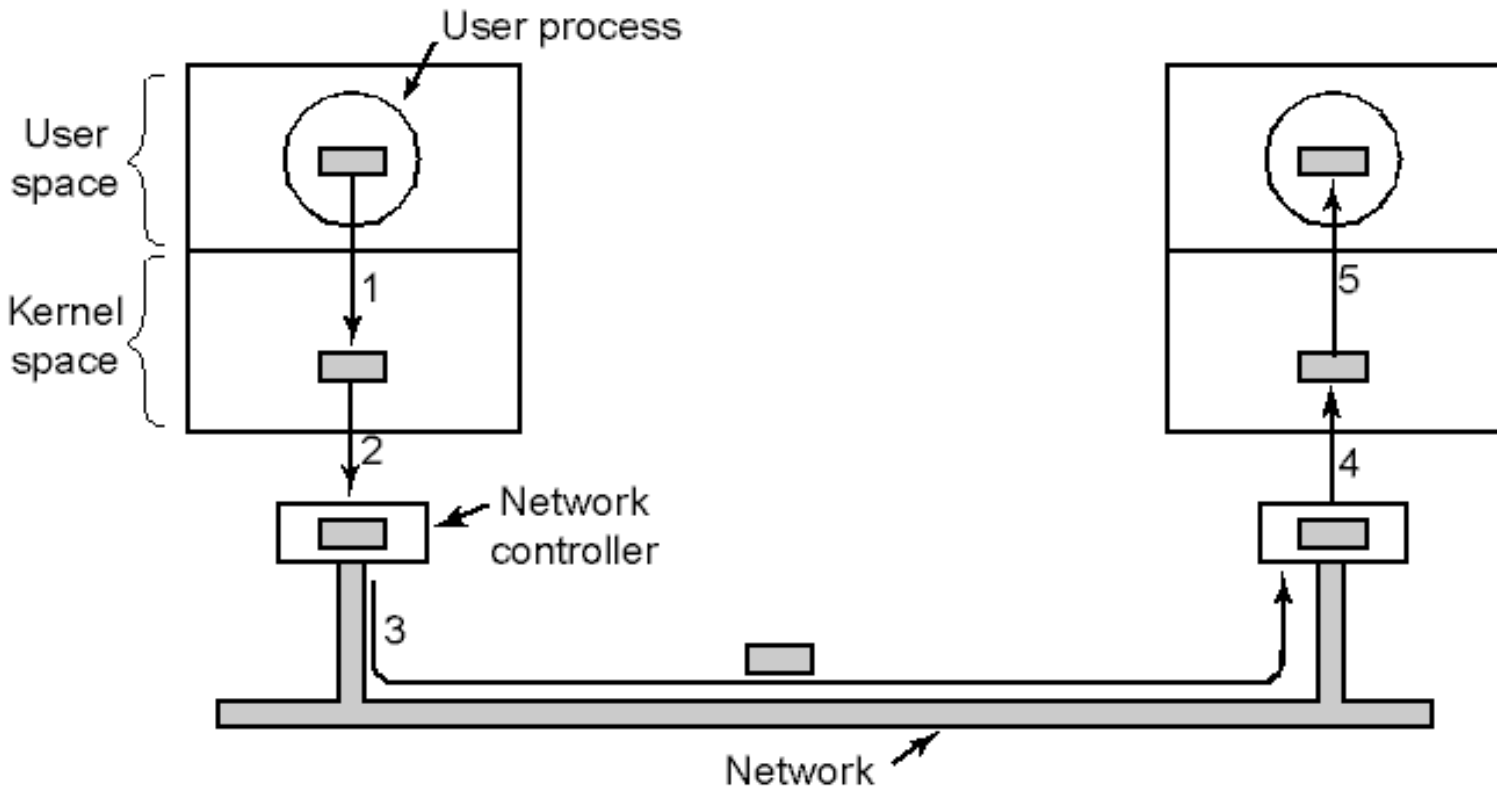 User process
User
space
Kernel
space
1
5
2
4
Network
controller
3
Network